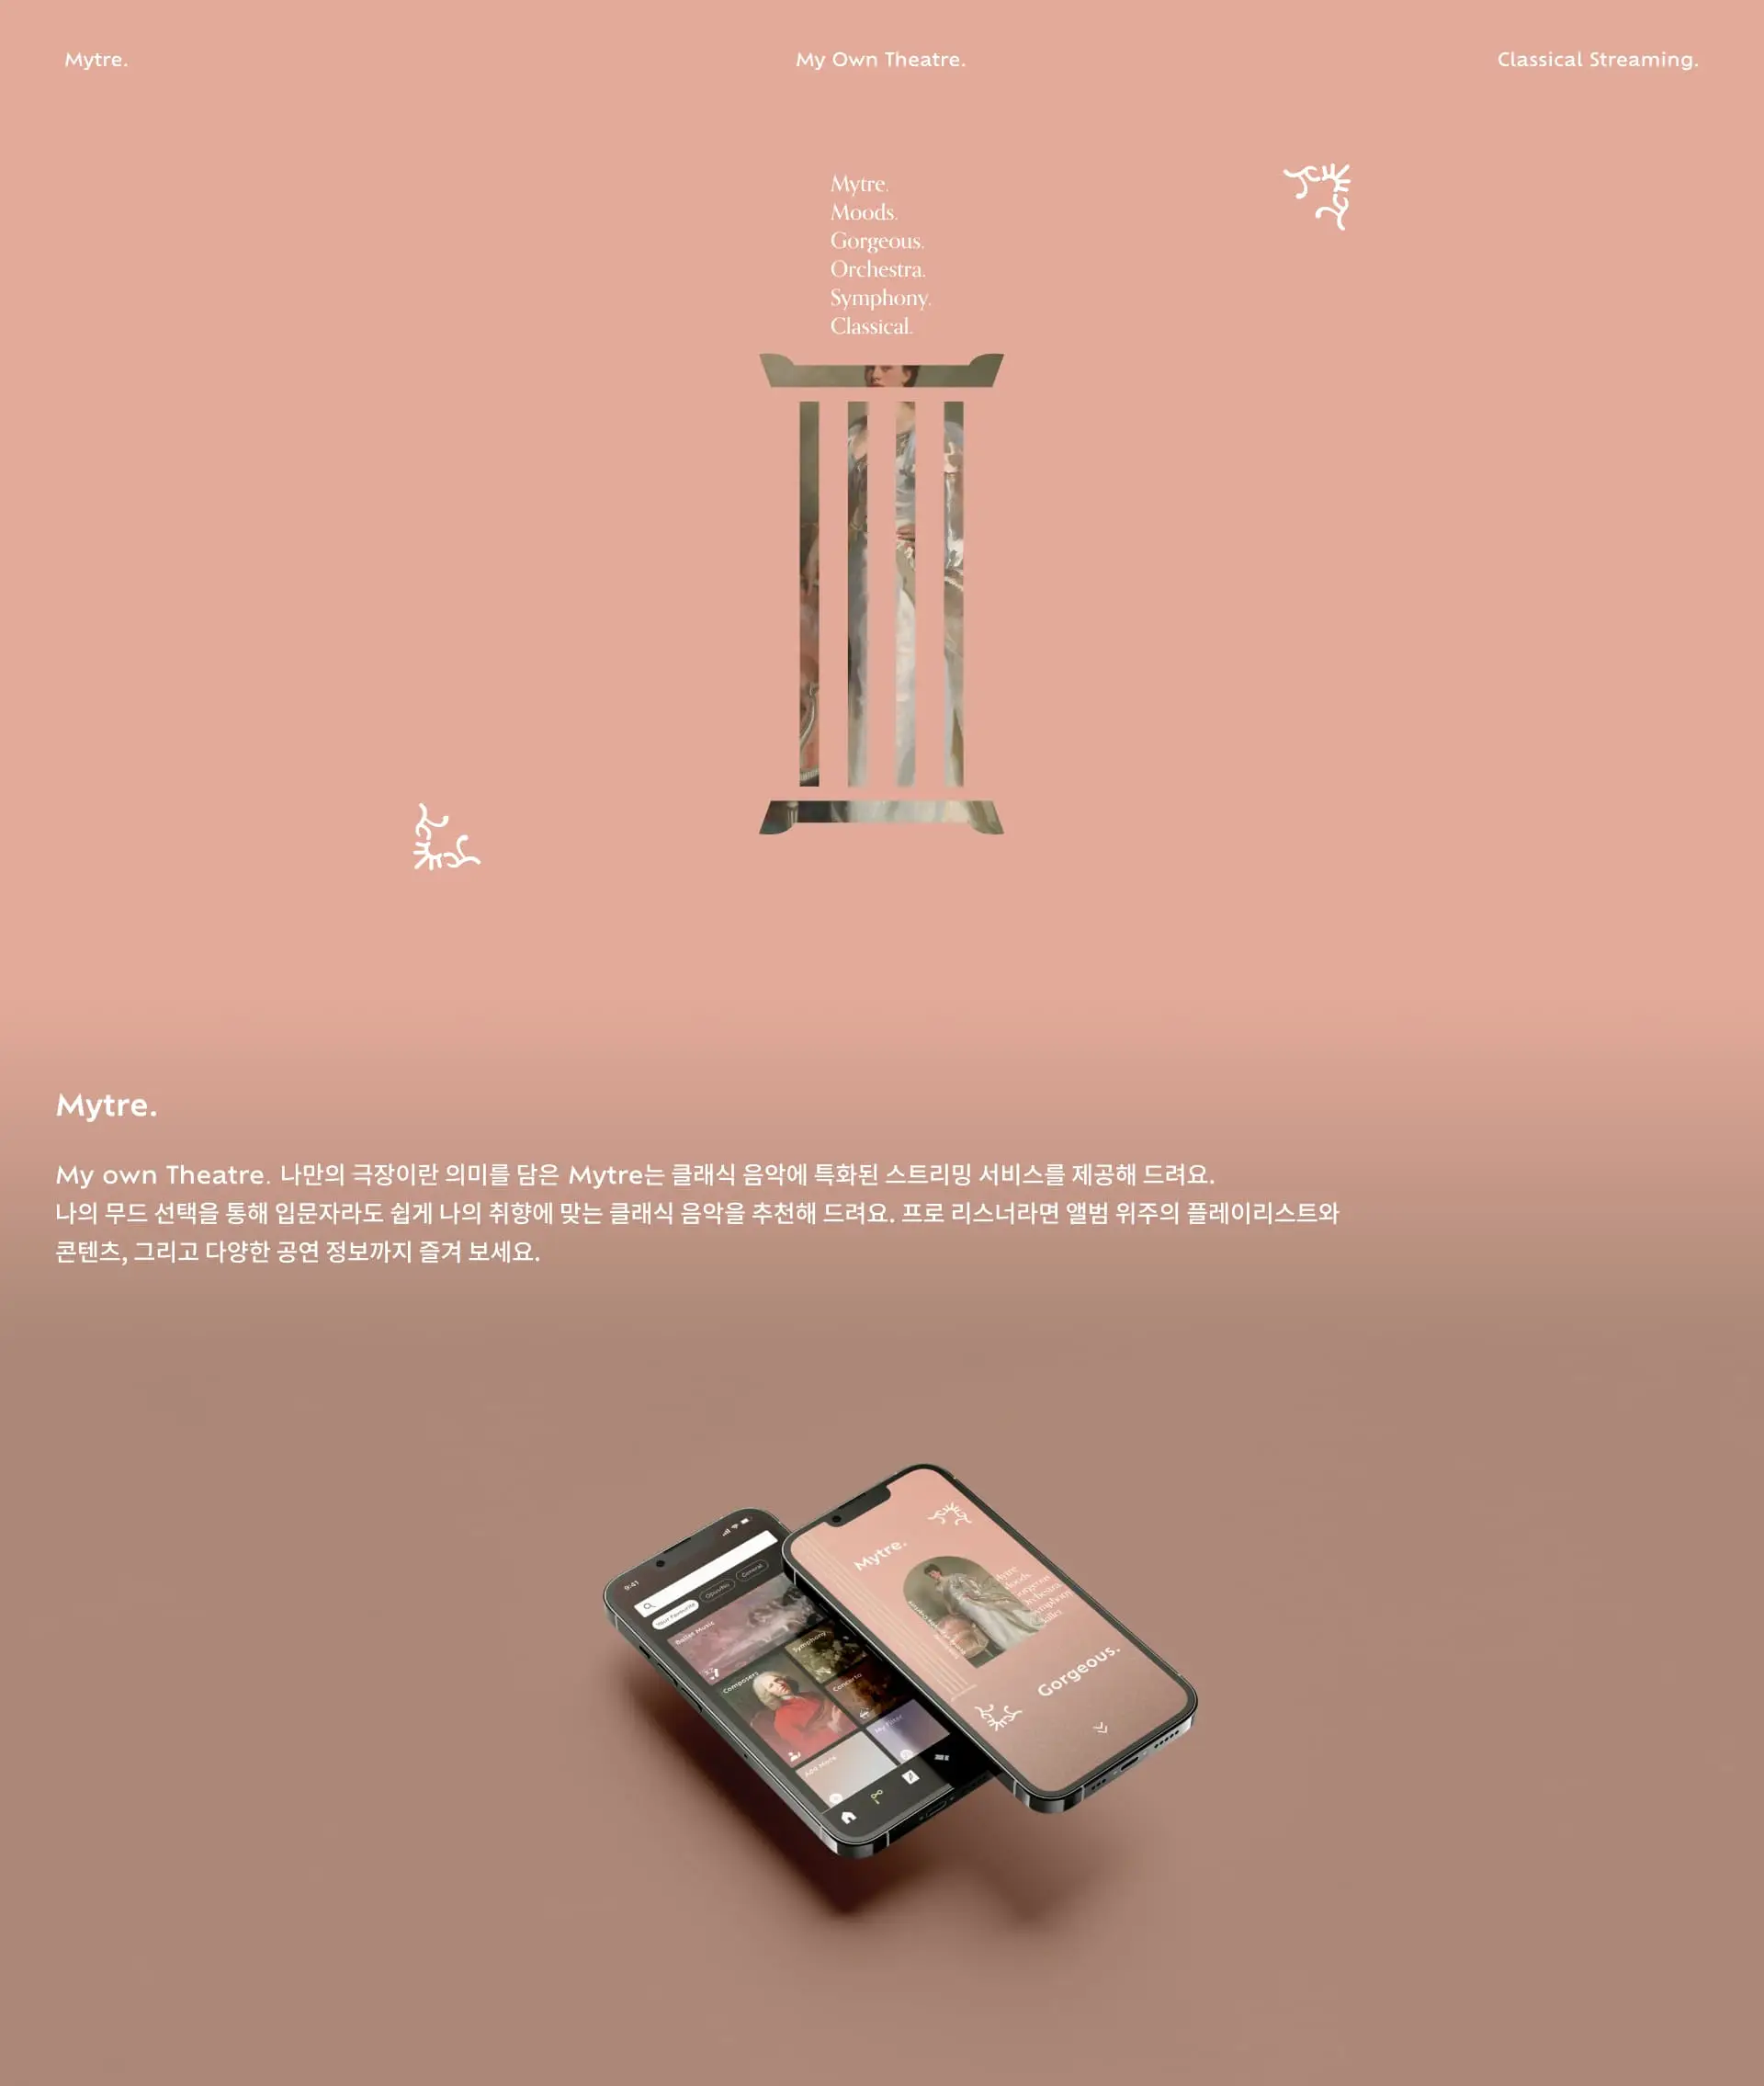 Mytre.
My Own Theatre.
Classical Streaming.
Mytre.
Moods.
Gorgeous.
Orchestra.
Symphony.
Classical.
Mytre.
My own Theatre. 나만의 극장이란 의미를 담은 Mytre는 클래식 음악에 특화된 스트리밍 서비스를 제공해 드려요.
나의 무드 선택을 통해 입문자라도 쉽게 나의 취향에 맞는 클래식 음악을 추천해 드려요. 프로 리스너라면 앨범 위주의 플레이리스트와
콘텐츠, 그리고 다양한 공연 정보까지 즐겨 보세요.
9:41
Your Favourite
General
Ballet Music
Symphony
Composers
Concerto
Add More
Mytre.
Gorgeous.